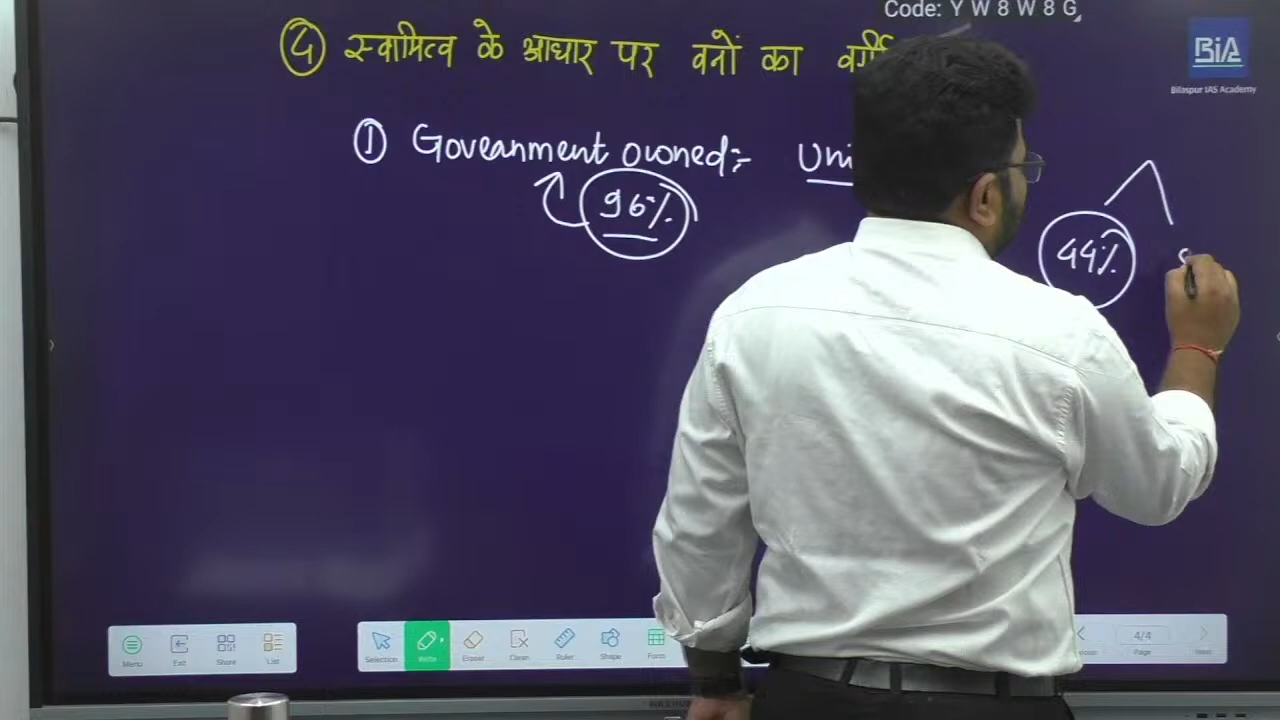 Code: Y W 8 W 8 G
BiA
Bilaspur IAS Academy
④ स्वामित्व के आधार पर वनों का
① Goveanment owned:-
96%
44%
Menu
Exit
Share
List
Selection
Write
Eraser
Clean
Ruler
Shape
Form
4/4
Page
Next